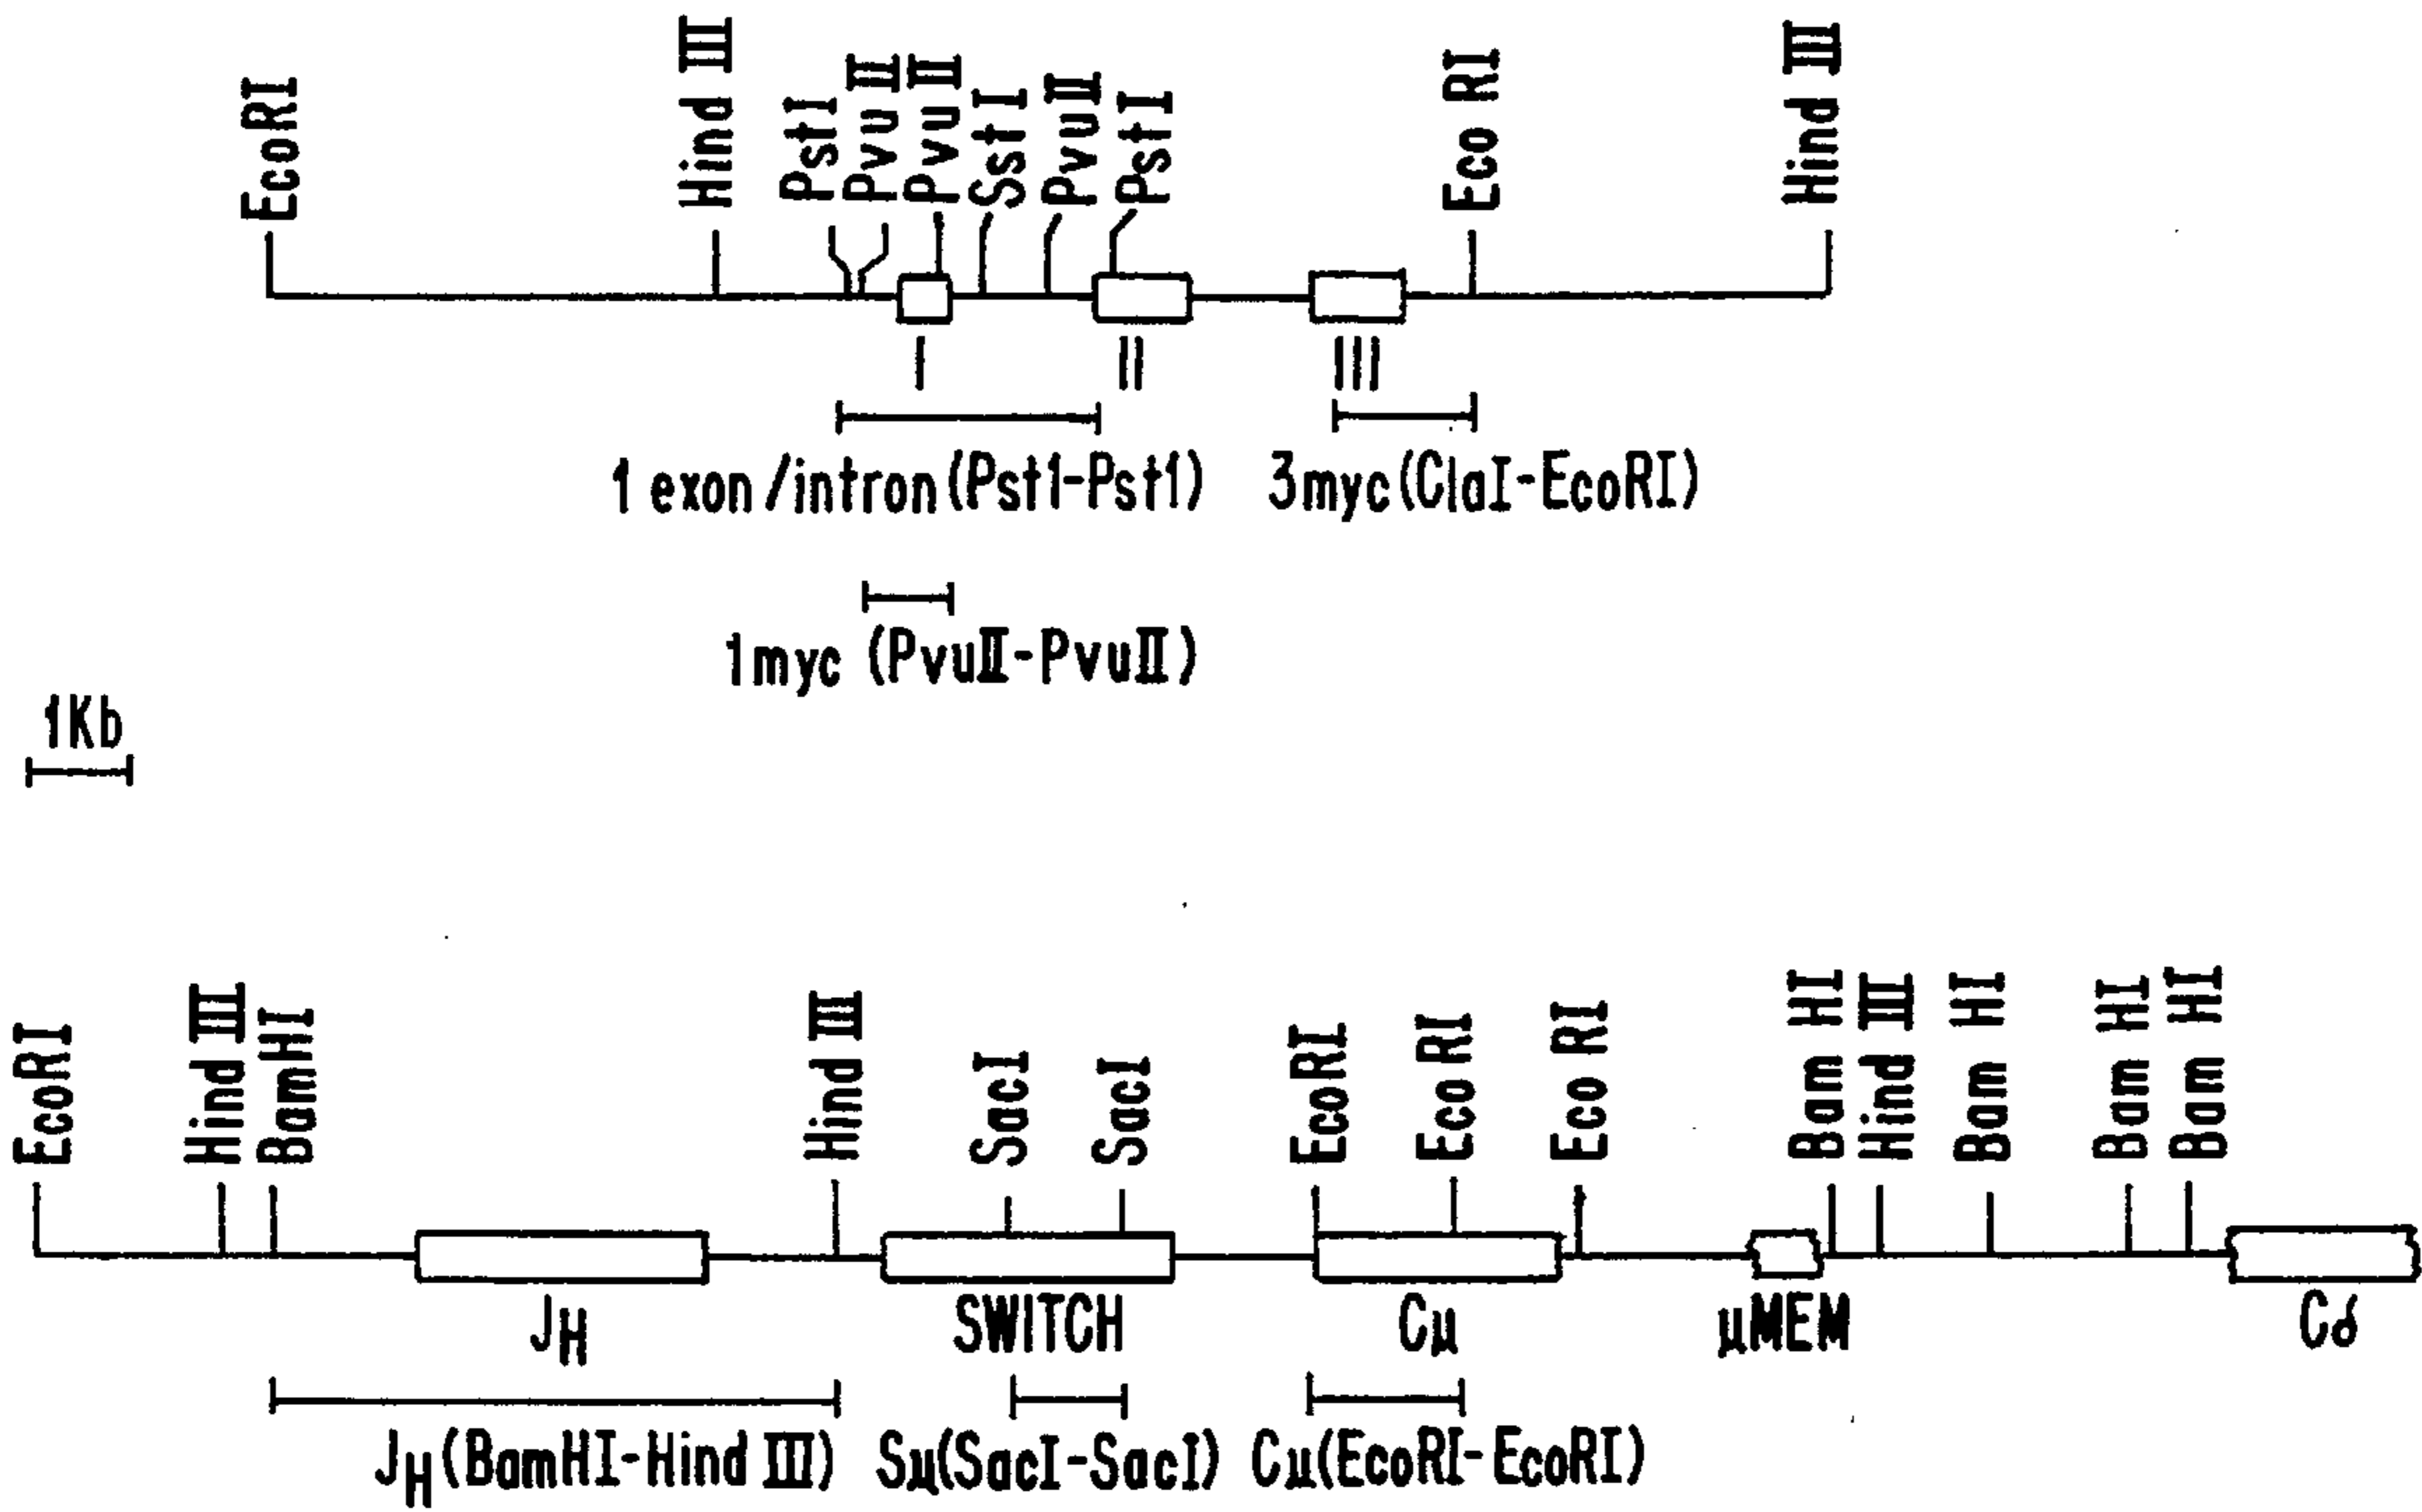 EcoRI
Hind III
PstI
Pvu II
Pvu II
Sst I
Pvu II
Pst I
Eco RI
Hind III
I
II
III
1 exon/intron(Pst1-Pst1)
3myc(ClaI-EcoRI)
1myc (PvuII-PvuII)
1Kb
EcoRI
Hind III
BamHI
Hind III
SacI
SacI
EcoRI
Eco RI
Eco RI
Bam HI
Hind III
Bam HI
Bam HI
Bam HI
JH
SWITCH
Cμ
μMEM
Cδ
JH(BamHI-Hind III)
Sμ(SacI-SacI)
Cμ(EcoRI-EcoRI)